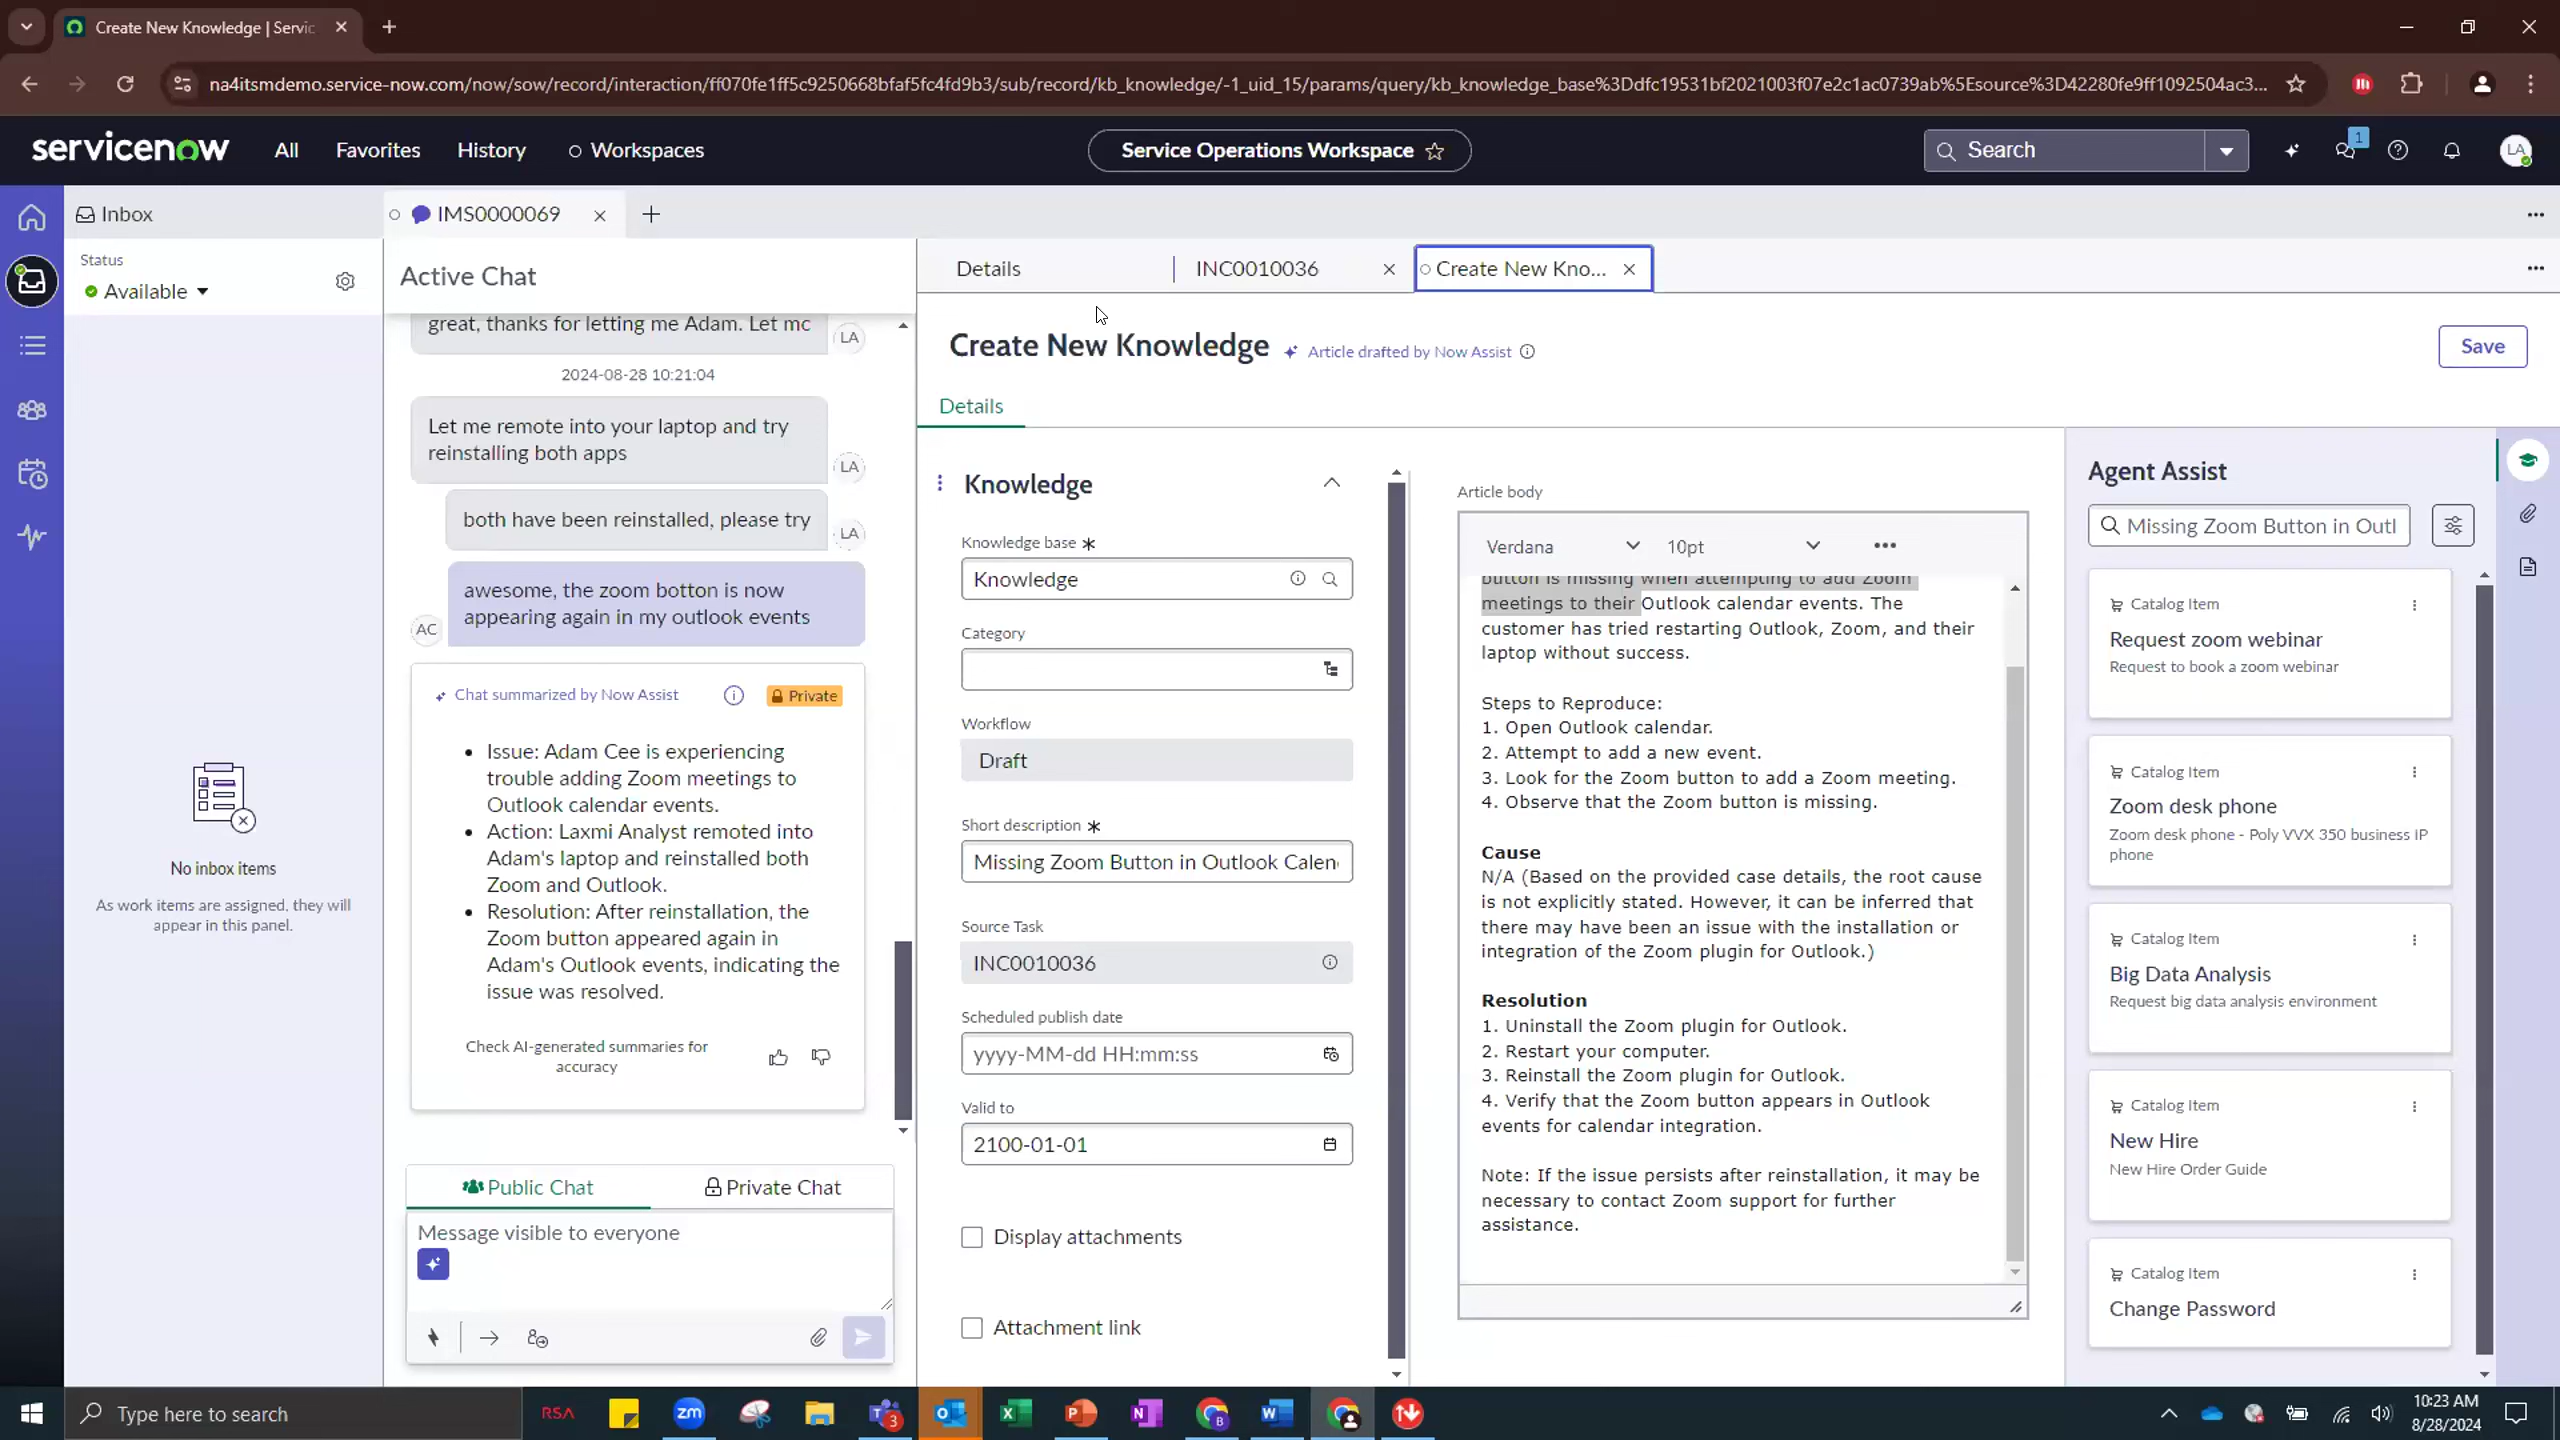 Create New Knowledge | Servic
na4itsmdemo.service-now.com/now/sow/record/interaction/ff070fe1ff5c9250668bfaf5fc4fd9b3/sub/record/kb_knowledge/-1_uid_15/params/query/kb_knowledge_base%3Ddfc19531bf2021003f07e2c1ac0739ab%5Esource%3D42280fe9ff1092504ac3...
servicenow
All
Favorites
History
Workspaces
Service Operations Workspace
Search
1
LA
Inbox
IMS0000069
Status
Available
No inbox items
As work items are assigned, they will
appear in this panel.
Active Chat
great, thanks for letting me Adam. Let mc
LA
2024-08-28 10:21:04
Let me remote into your laptop and try
reinstalling both apps
LA
both have been reinstalled, please try
LA
awesome, the zoom botton is now
appearing again in my outlook events
AC
Chat summarized by Now Assist
Private
• Issue: Adam Cee is experiencing
trouble adding Zoom meetings to
Outlook calendar events.
• Action: Laxmi Analyst remoted into
Adam's laptop and reinstalled both
Zoom and Outlook.
• Resolution: After reinstallation, the
Zoom button appeared again in
Adam's Outlook events, indicating the
issue was resolved.
Check AI-generated summaries for
accuracy
Public Chat
Private Chat
Message visible to everyone
Details
INC0010036
Create New Kno...
Create New Knowledge
Article drafted by Now Assist
Save
Details
Knowledge
Knowledge base *
Knowledge
Category
Workflow
Draft
Short description *
Missing Zoom Button in Outlook Calen
Source Task
INC0010036
Scheduled publish date
yyyy-MM-dd HH:mm:ss
Valid to
2100-01-01
Display attachments
Attachment link
Article body
Verdana
10pt
button is missing when attempting to add Zoom
meetings to their Outlook calendar events. The
customer has tried restarting Outlook, Zoom, and their
laptop without success.
Steps to Reproduce:
1. Open Outlook calendar.
2. Attempt to add a new event.
3. Look for the Zoom button to add a Zoom meeting.
4. Observe that the Zoom button is missing.
Cause
N/A (Based on the provided case details, the root cause
is not explicitly stated. However, it can be inferred that
there may have been an issue with the installation or
integration of the Zoom plugin for Outlook.)
Resolution
1. Uninstall the Zoom plugin for Outlook.
2. Restart your computer.
3. Reinstall the Zoom plugin for Outlook.
4. Verify that the Zoom button appears in Outlook
events for calendar integration.
Note: If the issue persists after reinstallation, it may be
necessary to contact Zoom support for further
assistance.
Agent Assist
Missing Zoom Button in Outl
Catalog Item
Request zoom webinar
Request to book a zoom webinar
Catalog Item
Zoom desk phone
Zoom desk phone - Poly VVX 350 business IP
phone
Catalog Item
Big Data Analysis
Request big data analysis environment
Catalog Item
New Hire
New Hire Order Guide
Catalog Item
Change Password
Type here to search
RSA
zm
3
10:23 AM
8/28/2024